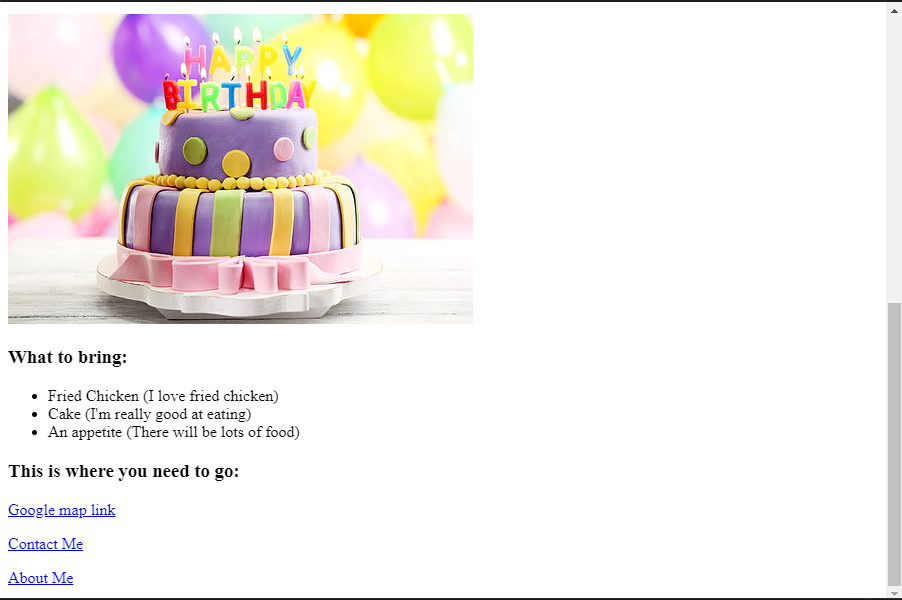 HAPPY
BIRTHDAY
What to bring:
Fried Chicken (I love fried chicken)
Cake (I'm really good at eating)
An appetite (There will be lots of food)
This is where you need to go:
Google map link
Contact Me
About Me